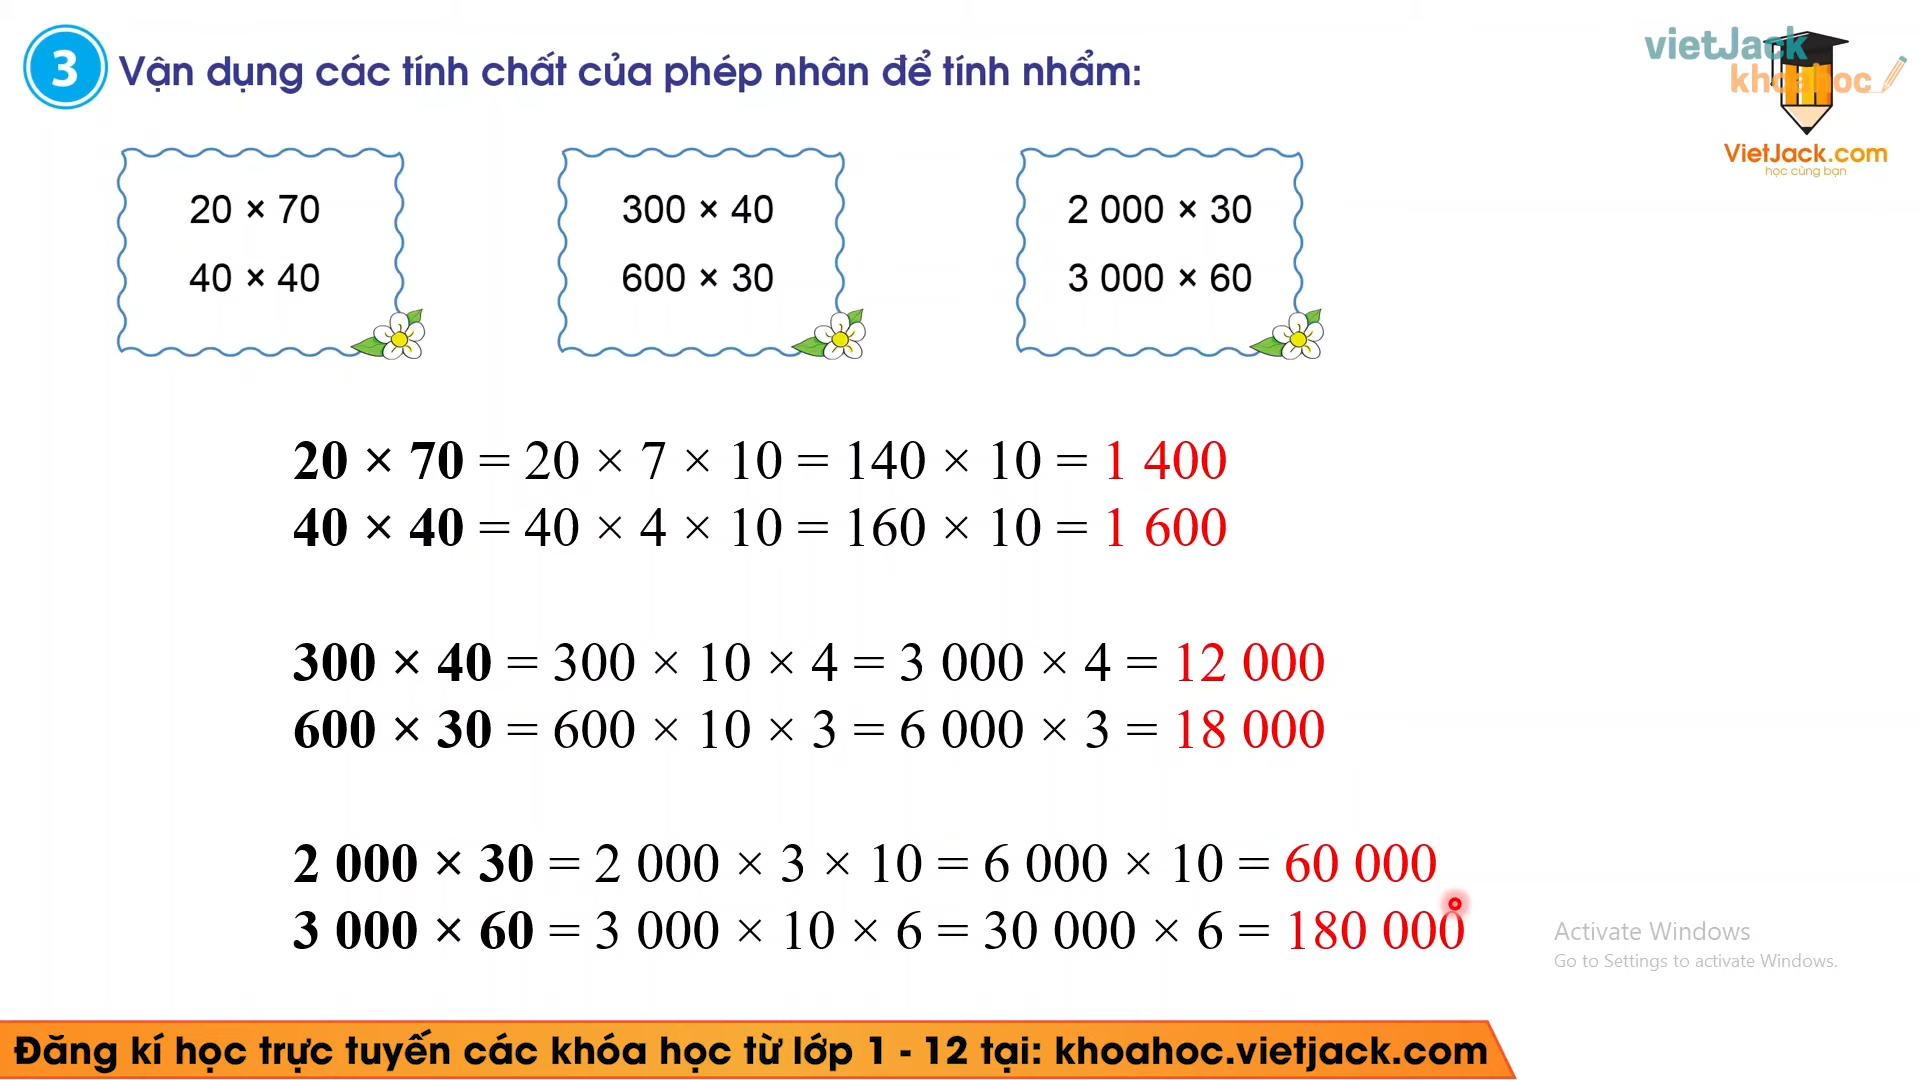 3 Vận dụng các tính chất của phép nhân để tính nhẩm:
vietJack
khoahoc
VietJack.com
học cùng bạn
20 × 70
40 × 40
300 × 40
600 × 30
2 000 × 30
3 000 × 60
20 × 70 = 20 × 7 × 10 = 140 × 10 = 1 400
40 × 40 = 40 × 4 × 10 = 160 × 10 = 1 600
300 × 40 = 300 × 10 × 4 = 3 000 × 4 = 12 000
600 × 30 = 600 × 10 × 3 = 6 000 × 3 = 18 000
2 000 × 30 = 2 000 × 3 × 10 = 6 000 × 10 = 60 000
3 000 × 60 = 3 000 × 10 × 6 = 30 000 × 6 = 180 000
Activate Windows
Go to Settings to activate Windows.
Đăng kí học trực tuyến các khóa học từ lớp 1 - 12 tại: khoahoc.vietjack.com